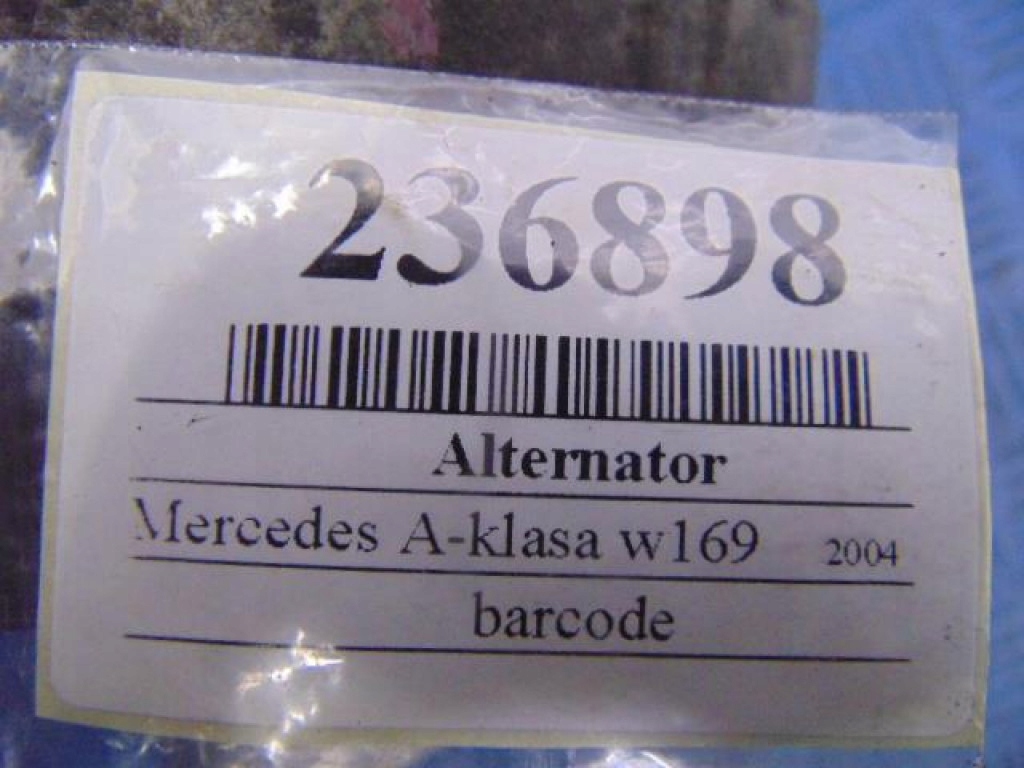 236898
Alternator
Mercedes A-klasa w169 2004
barcode